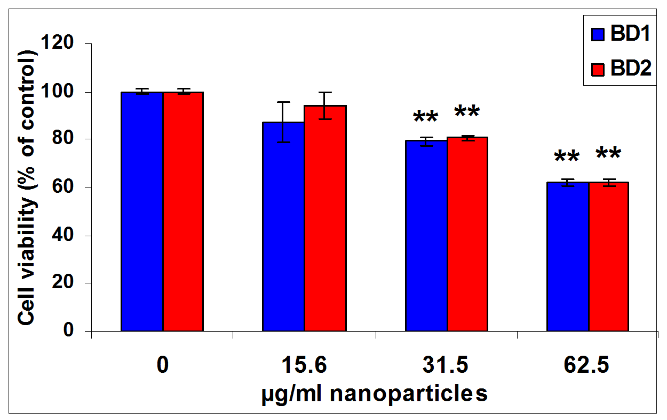 BD1
BD2
Cell viability (% of control)
120
100
80
60
40
20
0
** **
** **
0 15.6 31.5 62.5
µg/ml nanoparticles